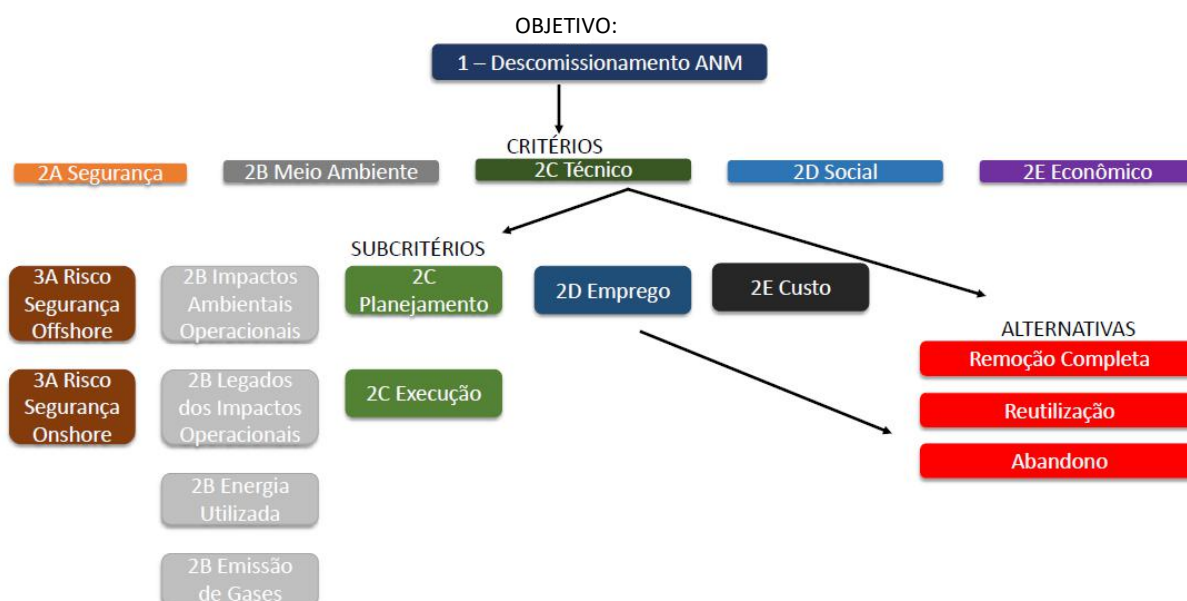 OBJETIVO:
1 – Descomissionamento ANM
CRITÉRIOS
2A Segurança
2B Meio Ambiente
2C Técnico
2D Social
2E Econômico
SUBCRITÉRIOS
3A Risco
Segurança
Offshore
2B Impactos
Ambientais
Operacionais
2C
Planejamento
2D Emprego
2E Custo
3A Risco
Segurança
Onshore
2B Legados
dos Impactos
Operacionais
2C Execução
2B Energia
Utilizada
2B Emissão
de Gases
ALTERNATIVAS
Remoção Completa
Reutilização
Abandono